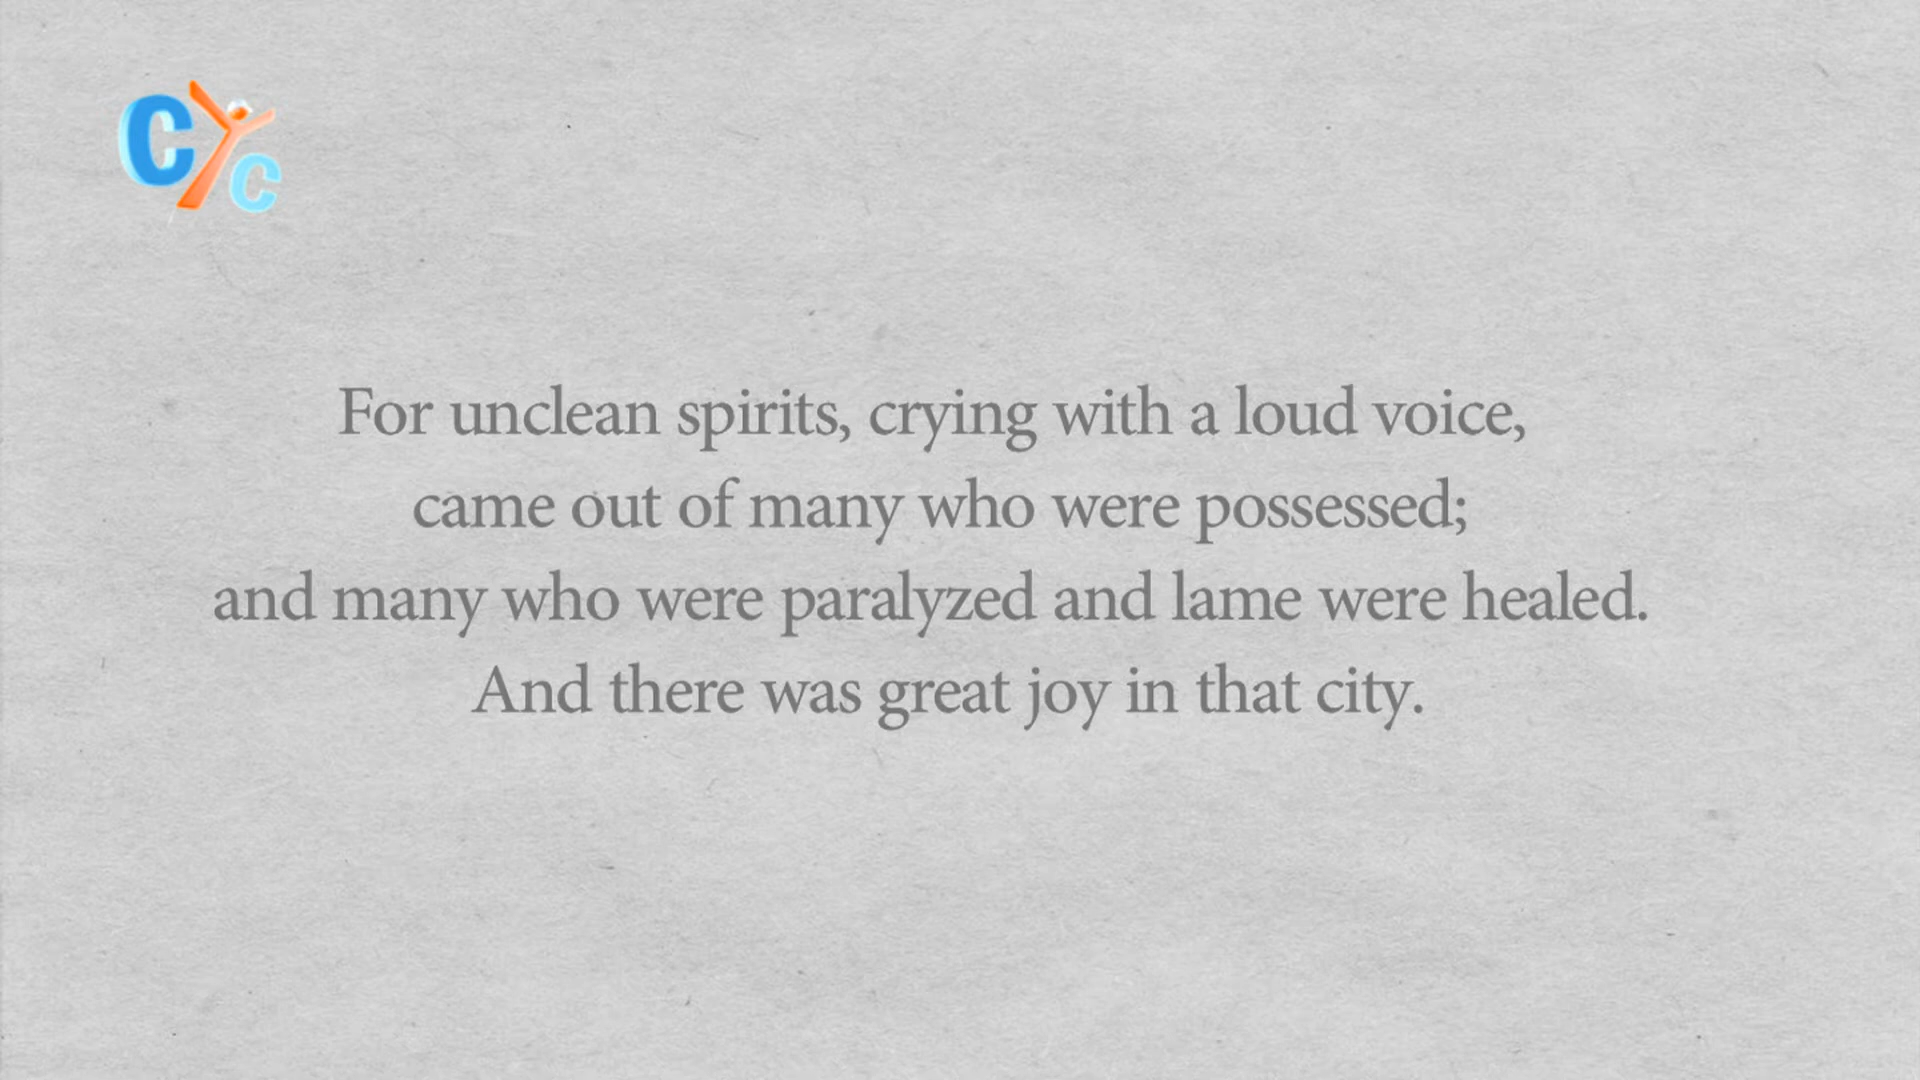 CYC
For unclean spirits, crying with a loud voice,
came out of many who were possessed;
and many who were paralyzed and lame were healed.
And there was great joy in that city.